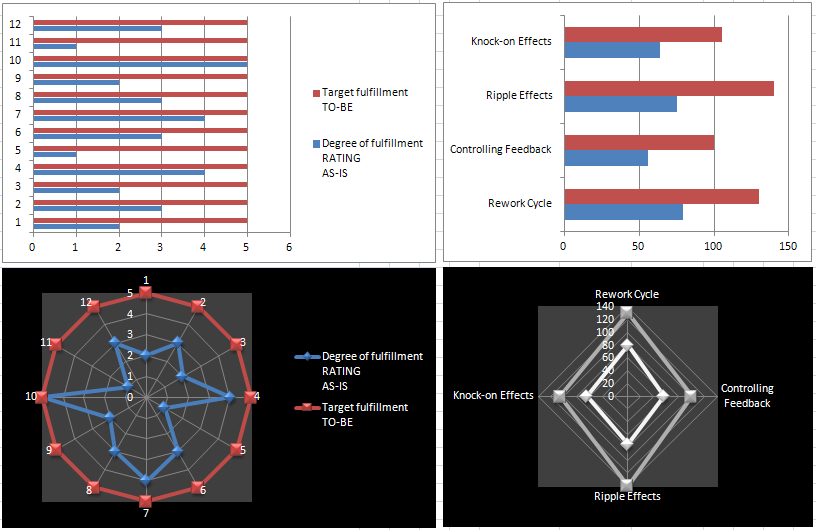 12
11
10
9
8
7
6
5
4
3
2
1
0 1 2 3 4 5 6
Target fulfillment
TO-BE
Degree of fulfillment
RATING
AS-IS
Knock-on Effects
Ripple Effects
Controlling Feedback
Rework Cycle
0 50 100 150
1
2
3
4
5
6
7
8
9
10
11
12
5
4
3
2
1
0
Degree of fulfillment
RATING
AS-IS
Target fulfillment
TO-BE
Rework Cycle
140
120
100
80
60
40
20
0
Knock-on Effects
Controlling
Feedback
Ripple Effects